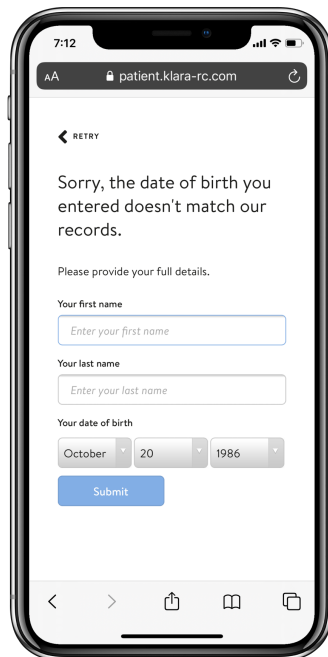 7:12
AA patient.klara-rc.com
RETRY
Sorry, the date of birth you
entered doesn't match our
records.
Please provide your full details.
Your first name
Enter your first name
Your last name
Enter your last name
Your date of birth
October 20 1986
Submit